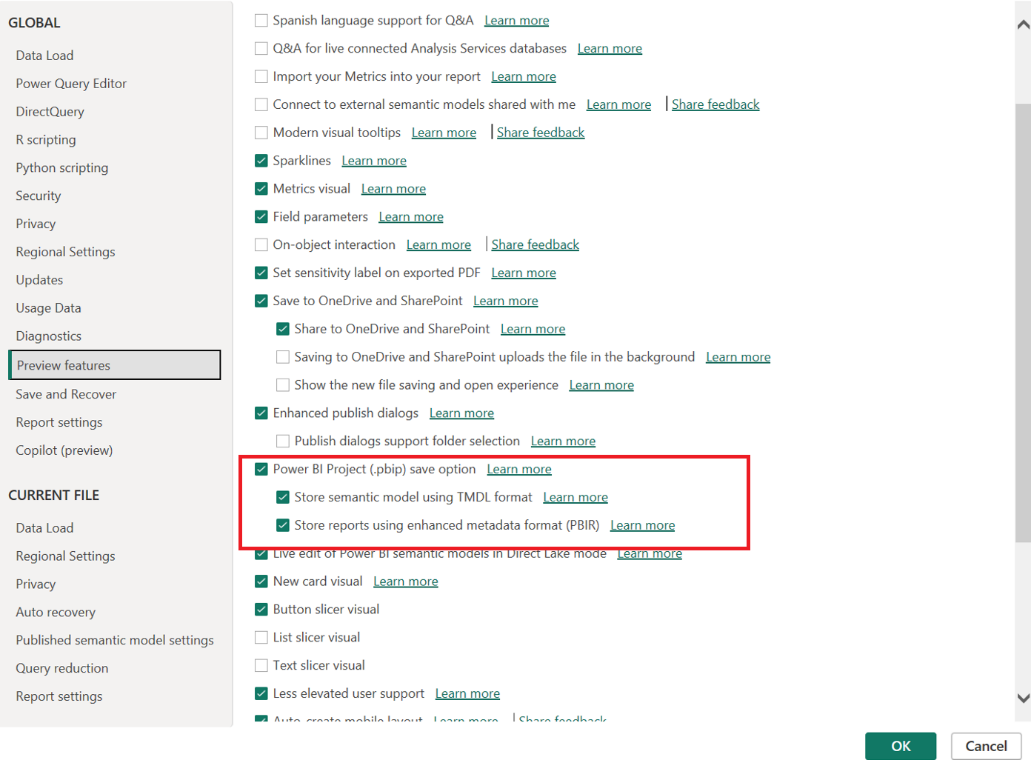 GLOBAL
Data Load
Power Query Editor
DirectQuery
R scripting
Python scripting
Security
Privacy
Regional Settings
Updates
Usage Data
Diagnostics
Preview features
Save and Recover
Report settings
Copilot (preview)
CURRENT FILE
Data Load
Regional Settings
Privacy
Auto recovery
Published semantic model settings
Query reduction
Report settings
Spanish language support for Q&A Learn more
Q&A for live connected Analysis Services databases Learn more
Import your Metrics into your report Learn more
Connect to external semantic models shared with me Learn more | Share feedback
Modern visual tooltips Learn more | Share feedback
Sparklines Learn more
Metrics visual Learn more
Field parameters Learn more
On-object interaction Learn more | Share feedback
Set sensitivity label on exported PDF Learn more
Save to OneDrive and SharePoint Learn more
Share to OneDrive and SharePoint Learn more
Saving to OneDrive and SharePoint uploads the file in the background Learn more
Show the new file saving and open experience Learn more
Enhanced publish dialogs Learn more
Publish dialogs support folder selection Learn more
Power BI Project (.pbip) save option Learn more
Store semantic model using TMDL format Learn more
Store reports using enhanced metadata format (PBIR) Learn more
Live edit of Power BI semantic models in Direct Lake mode Learn more
New card visual Learn more
Button slicer visual
List slicer visual
Text slicer visual
Less elevated user support Learn more
Auto-create mobile layout Learn more | Share feedback
OK
Cancel